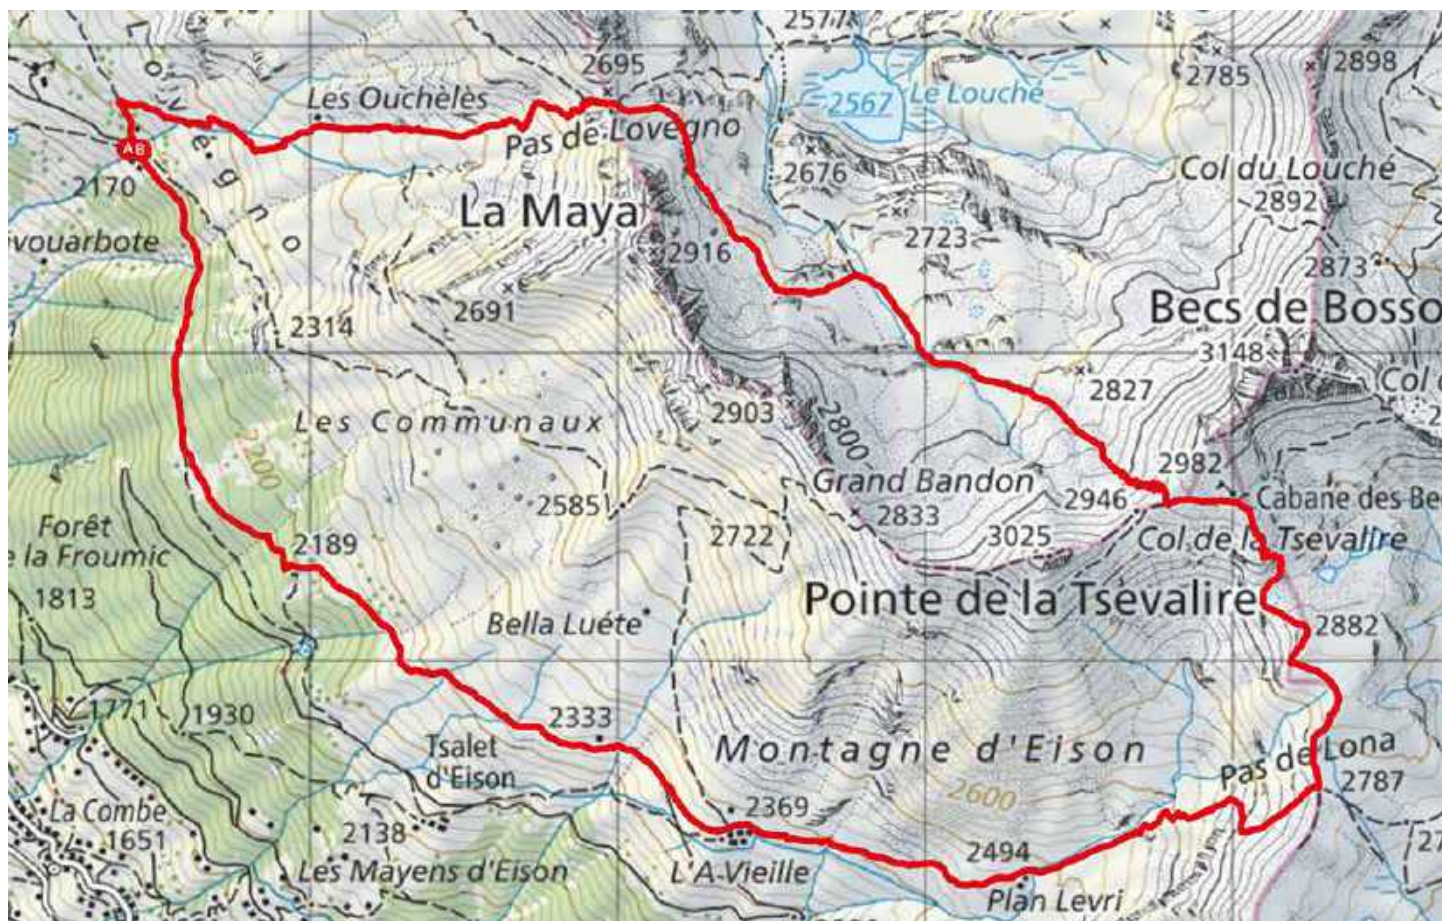 2577
2695
2898
2785
Les Ouchèles
2567
Le Louché
Pas de Lovegno
AB
2170
2676
Col du Louché
2892
La Maya
Lovégno
vouarbote
2916
2723
2873
2691
Becs de Bosso
2314
3148
2827
2903
2800
Les Communaux
2200
2982
Grand Bandon
2946
Cabane des Be
2585
2833
2722
3025
Col de la Tsevalire
Forêt
e la Froumic
2189
1813
Pointe de la Tsevalire
Bella Luéte
2882
1771
1930
2333
Tsalet
d'Eison
Montagne d'Eison
Pas de Lona
2787
2600
La Combe
1651
2138
2369
2494
Les Mayens d'Eison
L'A Vieille
Plan Levri